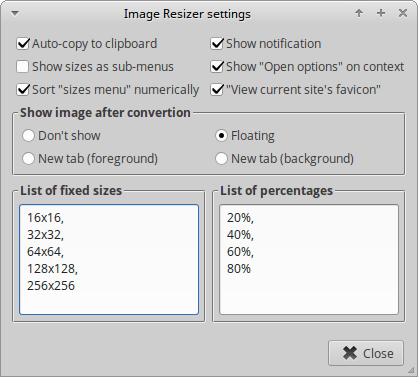 Image Resizer settings
Auto-copy to clipboard
Show notification
Show sizes as sub-menus
Show "Open options" on context
Sort "sizes menu" numerically
"View current site's favicon"
Show image after convertion
Don't show
Floating
New tab (foreground)
New tab (background)
List of fixed sizes
16x16,
32x32,
64x64,
128x128,
256x256
List of percentages
20%,
40%,
60%,
80%
Close